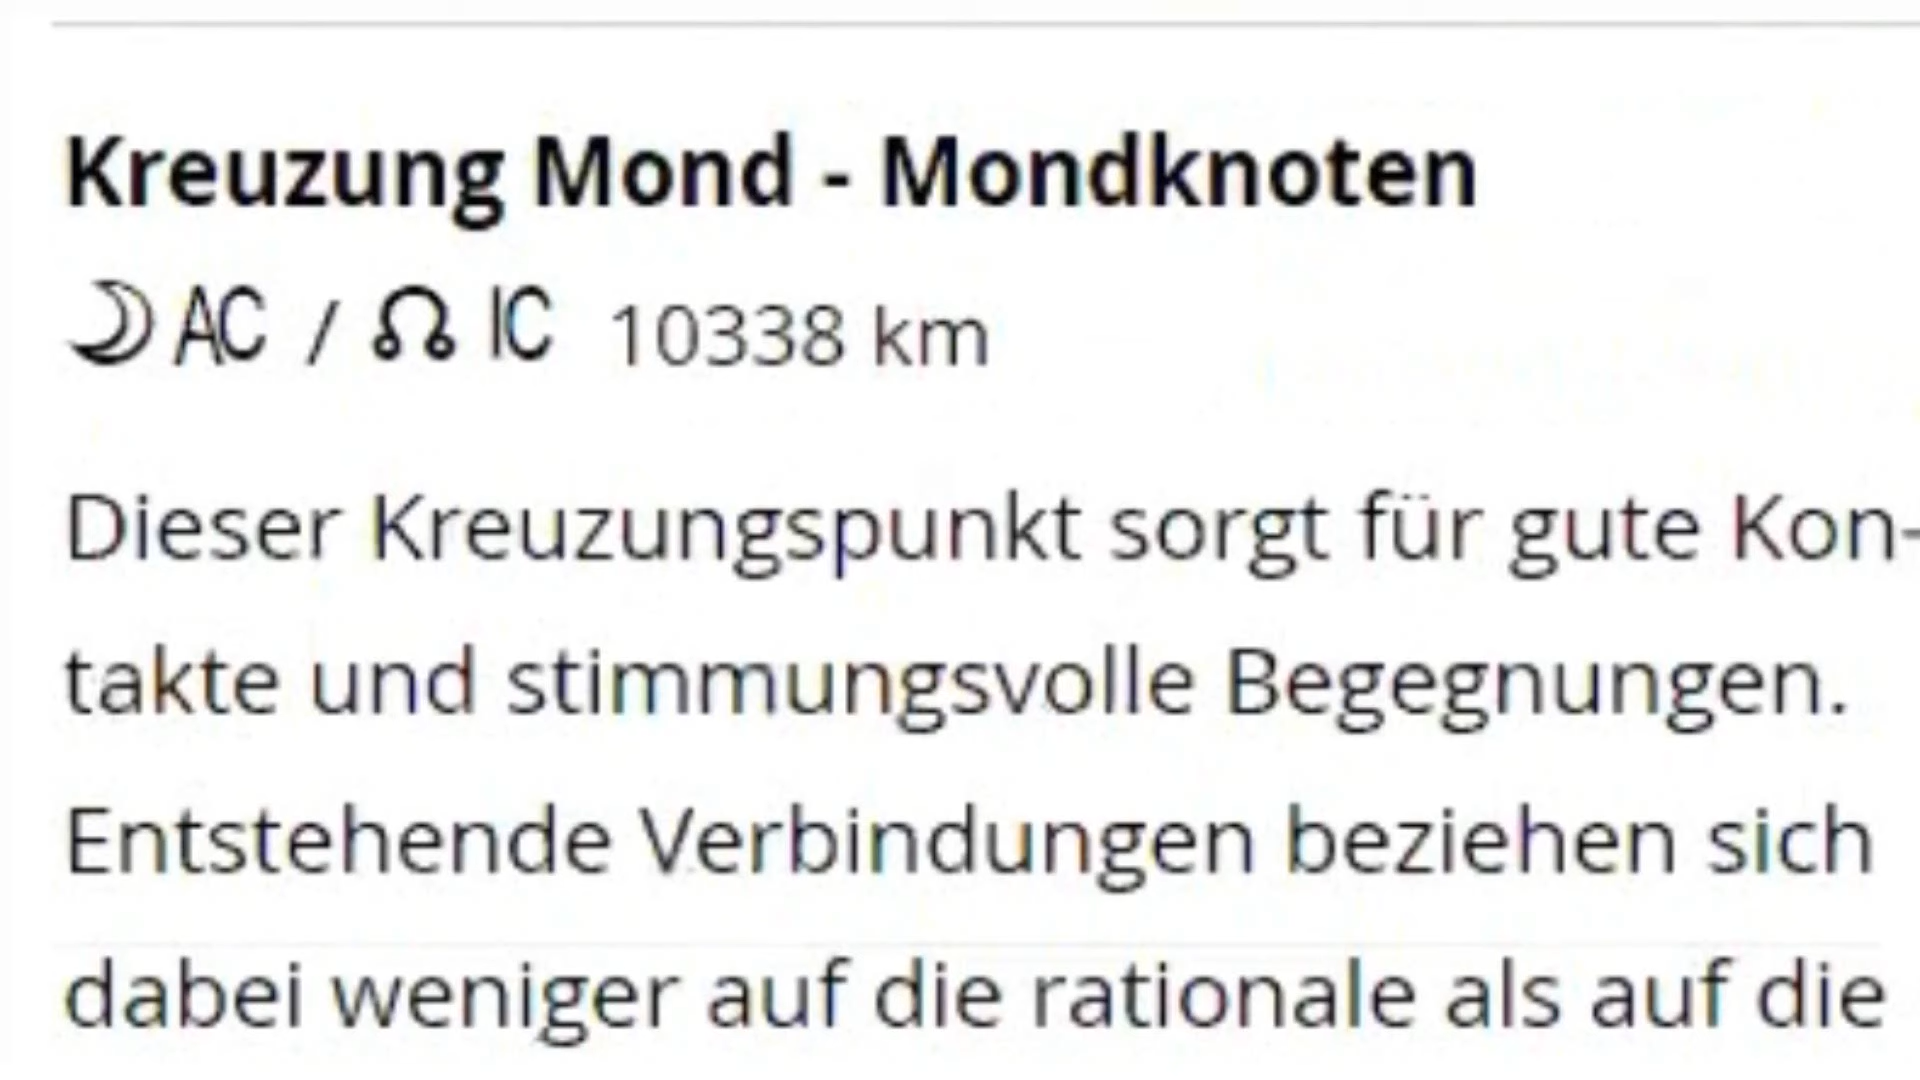 Kreuzung Mond - Mondknoten
☽ AC / ☊ IC 10338 km
Dieser Kreuzungspunkt sorgt für gute Kon-
takte und stimmungsvolle Begegnungen.
Entstehende Verbindungen beziehen sich
dabei weniger auf die rationale als auf die